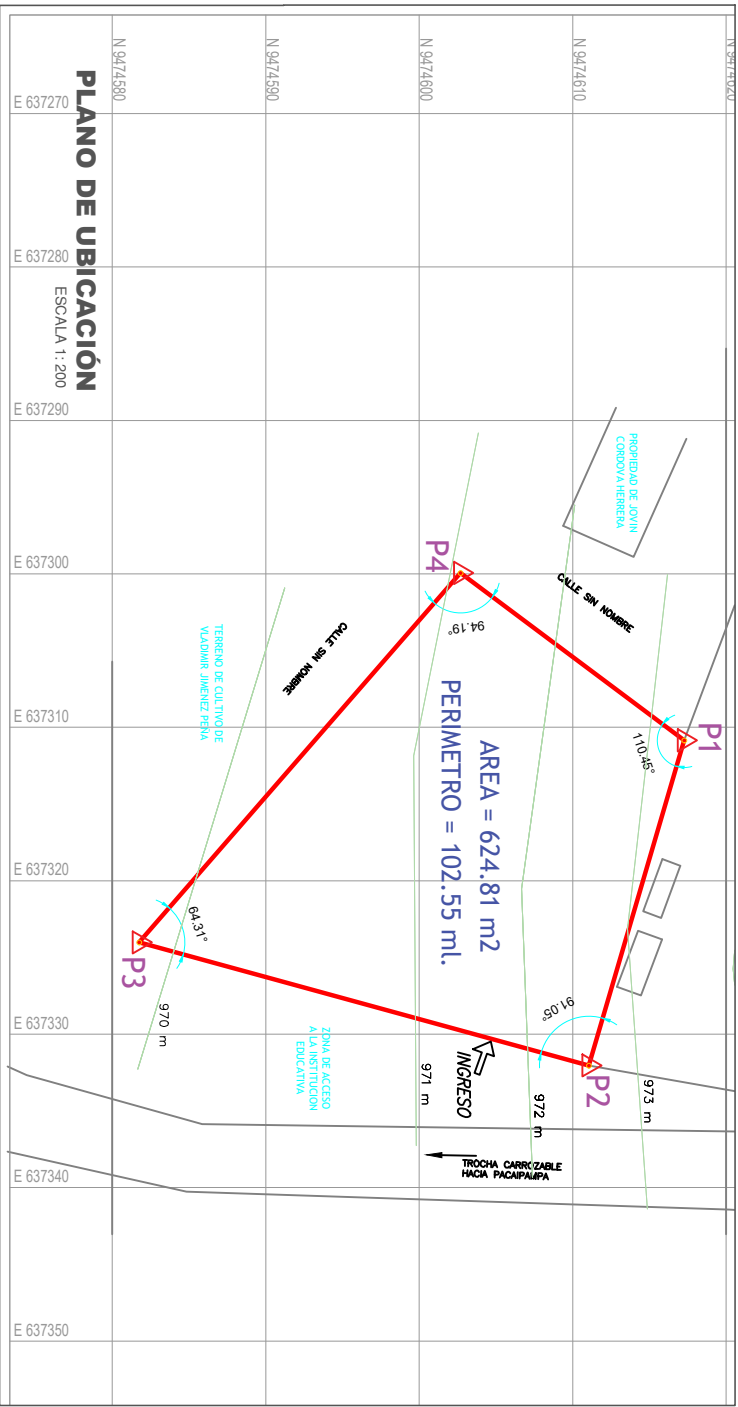 PLANO DE UBICACIÓN
ESCALA 1: 200
N 9474580
N 9474590
N 9474600
N 9474610
N 9474620
E 637270
E 637280
E 637290
E 637300
E 637310
E 637320
E 637330
E 637340
E 637350
PROPIEDAD DE JOVIN
CORDOVA HERRERA
CALLE SIN NOMBRE
CALLE SIN NOMBRE
TERRENO DE CULTIVO DE
VLADIMIR JIMENEZ PEÑA
P1
P2
P3
P4
110.45°
91.05°
64.31°
94.19°
AREA = 624.81 m2
PERIMETRO = 102.55 ml.
INGRESO
ZONA DE ACCESO
A LA INSTITUCION
EDUCATIVA
TROCHA CARROZABLE
HACIA PACAIPAMPA
970 m
971 m
972 m
973 m